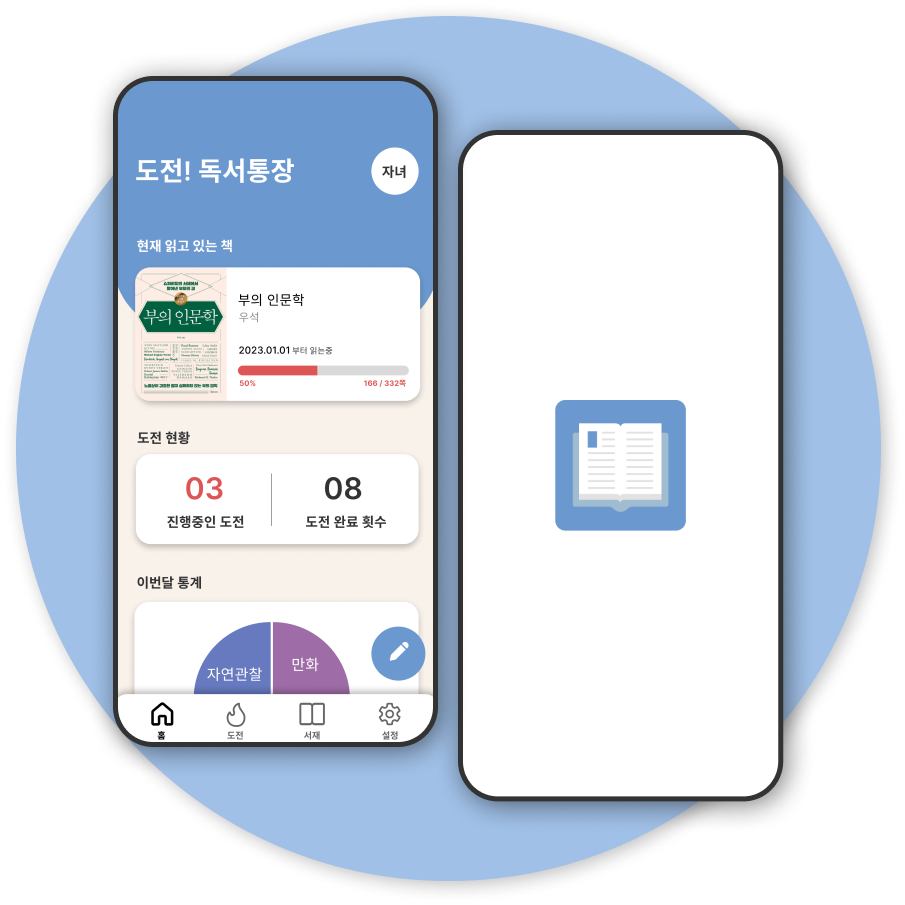 도전! 독서통장
자녀
현재 읽고 있는 책
부의 인문학
부의 인문학
우석
2023.01.01 부터 읽는중
50%
166 / 332쪽
도전 현황
03
08
진행중인 도전
도전 완료 횟수
이번달 통계
자연관찰
만화
홈
도전
서재
설정